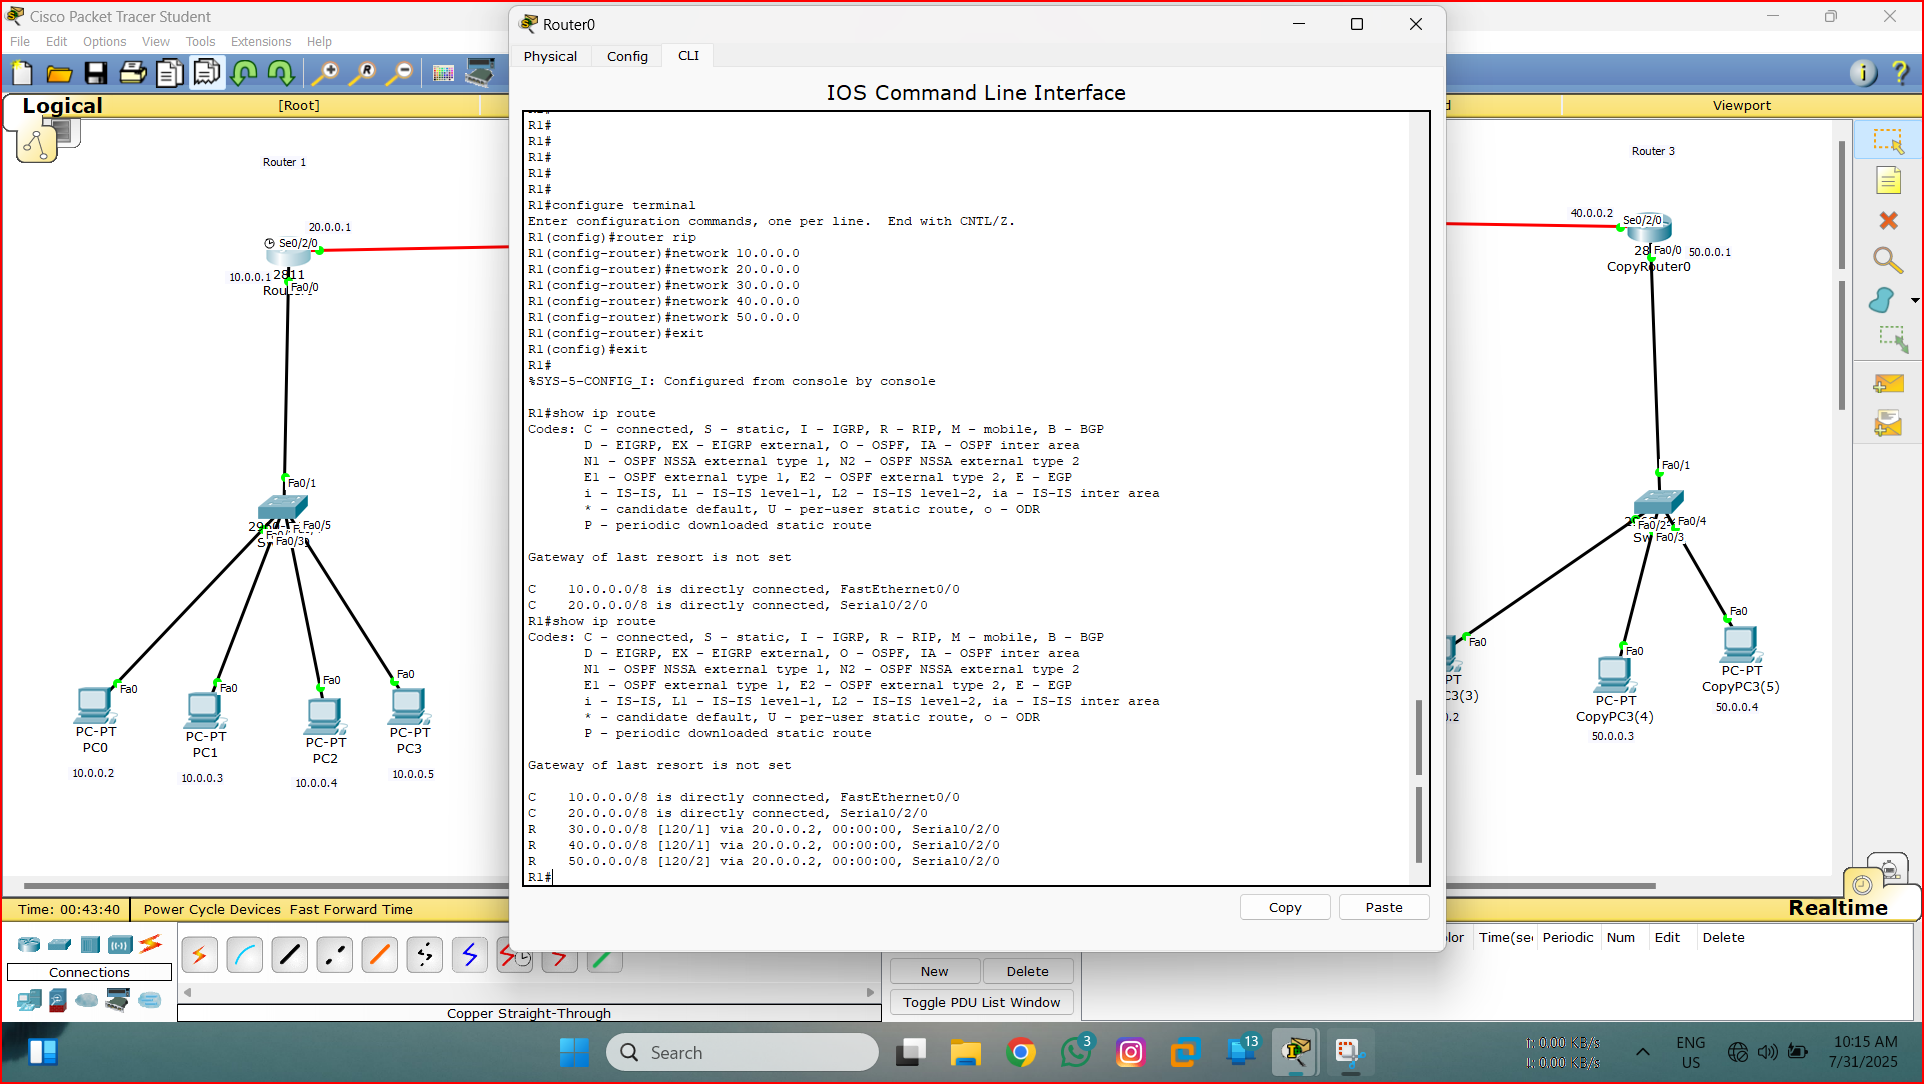 Cisco Packet Tracer Student
File Edit Options View Tools Extensions Help
Logical
[Root]
Viewport
Router0
Physical Config CLI
IOS Command Line Interface
R1#
R1#
R1#
R1#
R1#
R1#configure terminal
Enter configuration commands, one per line.  End with CNTL/Z.
R1(config)#router rip
R1(config-router)#network 10.0.0.0
R1(config-router)#network 20.0.0.0
R1(config-router)#network 30.0.0.0
R1(config-router)#network 40.0.0.0
R1(config-router)#network 50.0.0.0
R1(config-router)#exit
R1(config)#exit
R1#
%SYS-5-CONFIG_I: Configured from console by console
R1#show ip route
Codes: C - connected, S - static, I - IGRP, R - RIP, M - mobile, B - BGP
D - EIGRP, EX - EIGRP external, O - OSPF, IA - OSPF inter area
N1 - OSPF NSSA external type 1, N2 - OSPF NSSA external type 2
E1 - OSPF external type 1, E2 - OSPF external type 2, E - EGP
i - IS-IS, L1 - IS-IS level-1, L2 - IS-IS level-2, ia - IS-IS inter area
* - candidate default, U - per-user static route, o - ODR
P - periodic downloaded static route
Gateway of last resort is not set
C    10.0.0.0/8 is directly connected, FastEthernet0/0
C    20.0.0.0/8 is directly connected, Serial0/2/0
R1#show ip route
Codes: C - connected, S - static, I - IGRP, R - RIP, M - mobile, B - BGP
D - EIGRP, EX - EIGRP external, O - OSPF, IA - OSPF inter area
N1 - OSPF NSSA external type 1, N2 - OSPF NSSA external type 2
E1 - OSPF external type 1, E2 - OSPF external type 2, E - EGP
i - IS-IS, L1 - IS-IS level-1, L2 - IS-IS level-2, ia - IS-IS inter area
* - candidate default, U - per-user static route, o - ODR
P - periodic downloaded static route
Gateway of last resort is not set
C    10.0.0.0/8 is directly connected, FastEthernet0/0
C    20.0.0.0/8 is directly connected, Serial0/2/0
R    30.0.0.0/8 [120/1] via 20.0.0.2, 00:00:00, Serial0/2/0
R    40.0.0.0/8 [120/1] via 20.0.0.2, 00:00:00, Serial0/2/0
R    50.0.0.0/8 [120/2] via 20.0.0.2, 00:00:00, Serial0/2/0
R1#
Copy Paste
Router 1
20.0.0.1
Se0/2/0
10.0.0.1
2811
Fa0/0
Fa0/1
Fa0/5
Fa0/3
Fa0 Fa0 Fa0 Fa0
PC-PT
PC0
10.0.0.2
PC-PT
PC1
10.0.0.3
PC-PT
PC2
10.0.0.4
PC-PT
PC3
10.0.0.5
Router 3
40.0.0.2
Se0/2/0
Fa0/0
50.0.0.1
CopyRouter0
Fa0/1
Fa0/4
Fa0/2
Fa0/3
Fa0 Fa0 Fa0
PC-PT
CopyPC3(4)
50.0.0.3
PC-PT
CopyPC3(5)
50.0.0.4
Time: 00:43:40 Power Cycle Devices Fast Forward Time
Realtime
Connections
Copper Straight-Through
New Delete
Toggle PDU List Window
Periodic Num Edit Delete
Search
3
13
ENG
US
10:15 AM
7/31/2025